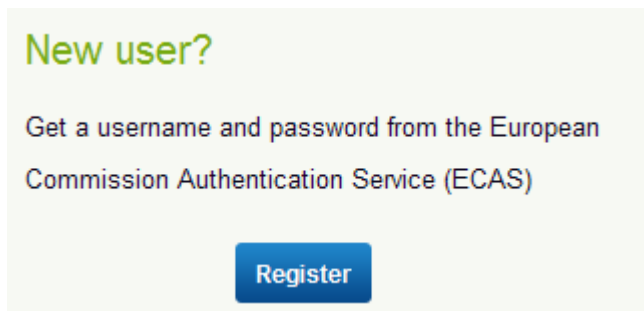 New user?
Get a username and password from the European
Commission Authentication Service (ECAS)
Register